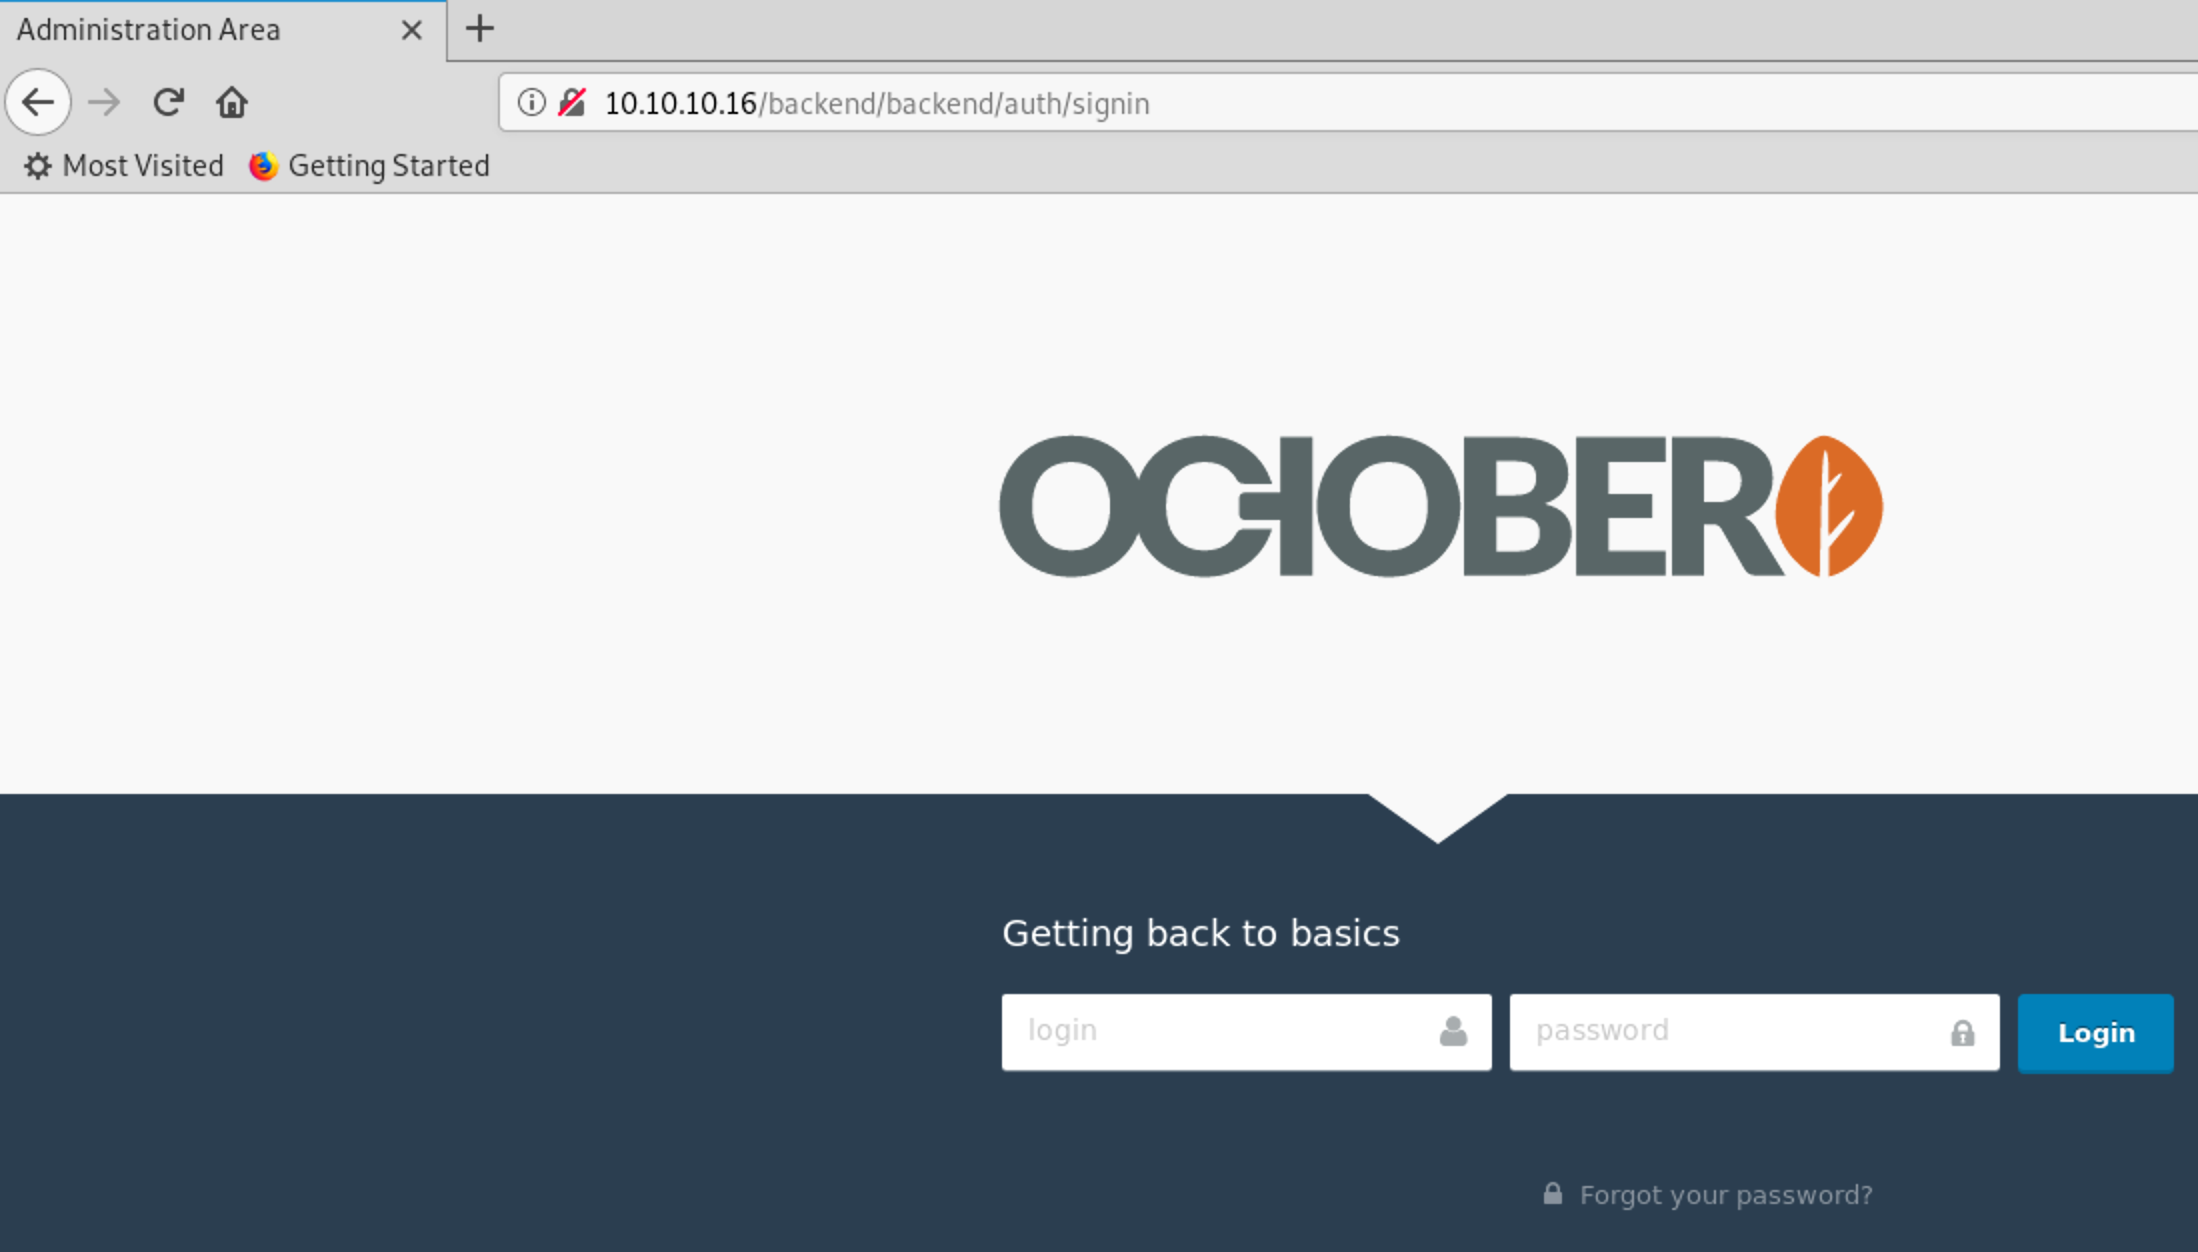 Administration Area
10.10.10.16/backend/backend/auth/signin
Most Visited Getting Started
OCTOBER
Getting back to basics
login password Login
Forgot your password?